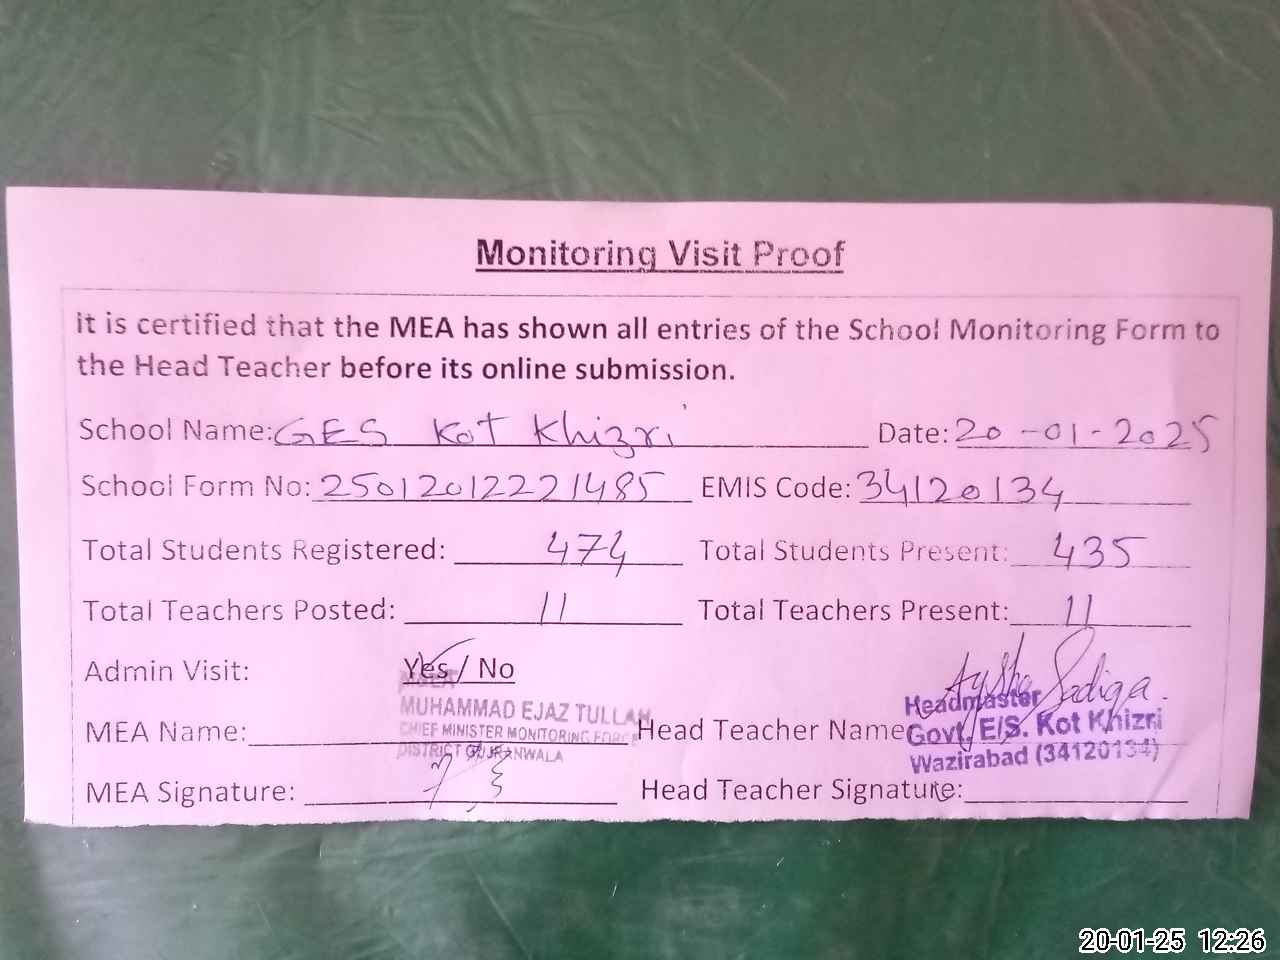 Monitoring Visit Proof
it is certified that the MEA has shown all entries of the School Monitoring Form to
the Head Teacher before its online submission.
School Name: GES Kot Khizri Date: 20-01-2025
School Form No: 25012012221485 EMIS Code: 34120134
Total Students Registered: 474 Total Students Present: 435
Total Teachers Posted: 11 Total Teachers Present: 11
Admin Visit: Yes / No
Aysha Sadiqa.
MEA Name: MUHAMMAD EJAZ TULLAH
CHIEF MINISTER MONITORING FORCE
DISTRICT GUJRANWALA
Head Teacher Name
Headmaster
Govt. E/S. Kot Khizri
Wazirabad (34120134)
MEA Signature: Head Teacher Signature:
20-01-25 12:26